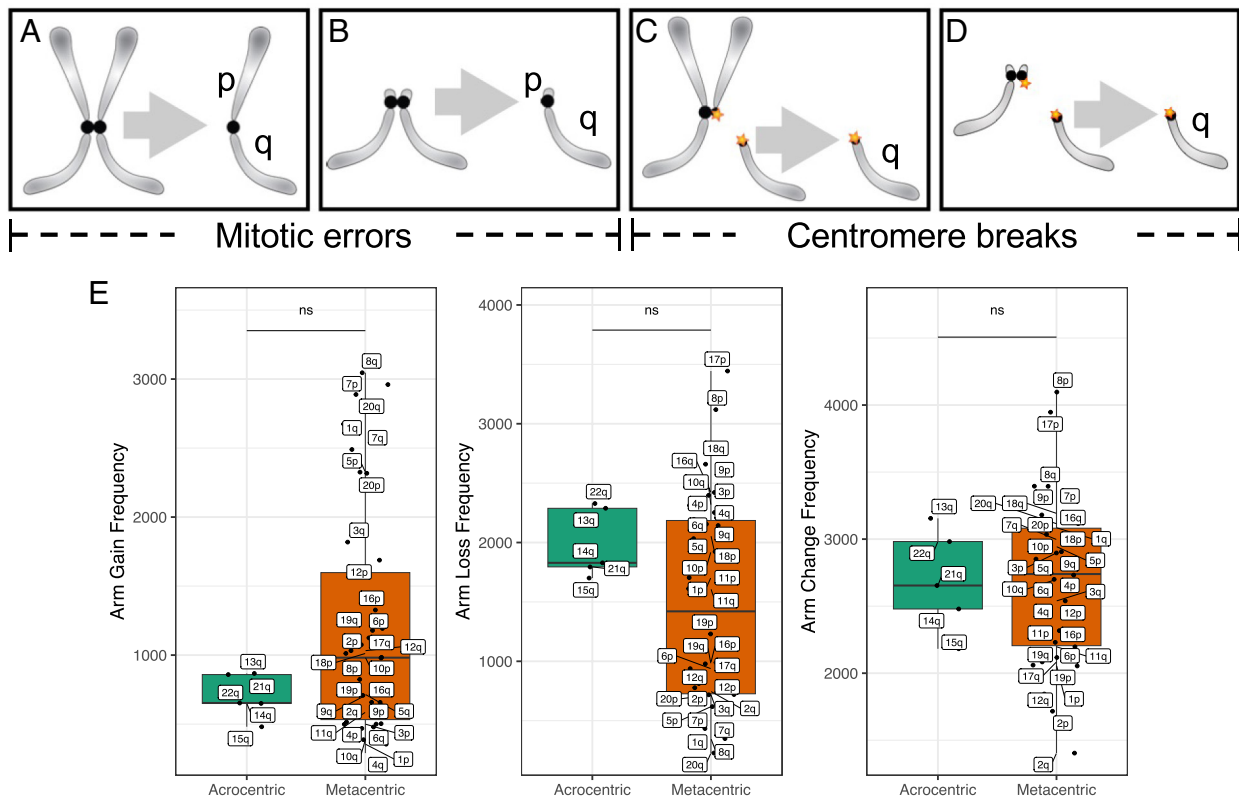 A
B
C
D
p
q
p
q
q
q
Mitotic errors
Centromere breaks
E
Arm Gain Frequency
3000
2000
1000
ns
8q
7p
20q
1q
7q
5p
20p
3q
12p
16p
19q
6p
2p
17q
12q
18p
8p
10p
19p
16q
9q
2q
9p
5q
11q
4p
6q
3p
10q
1p
4q
13q
22q
21q
14q
15q
Acrocentric
Metacentric
Arm Loss Frequency
4000
3000
2000
1000
ns
17p
8p
18q
16q
9p
10q
3p
4p
4q
6q
9q
5q
18p
10p
11p
1p
11q
19p
19q
16p
6p
17q
12q
12p
20p
2p
2q
3q
5p
7p
7q
1q
8q
20q
22q
13q
14q
21q
15q
Acrocentric
Metacentric
Arm Change Frequency
4000
3000
2000
ns
8p
17p
8q
9p
7p
20q
18q
16q
7q
20p
18p
1q
10p
5p
3p
5q
9q
10q
6q
4p
3q
4q
12p
11p
16p
19q
6p
11q
17q
19p
12q
1p
2p
2q
13q
22q
21q
14q
15q
Acrocentric
Metacentric